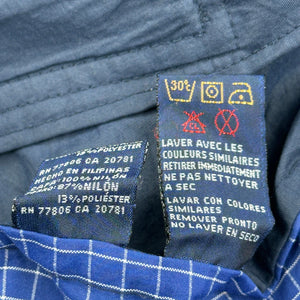 13% POLYESTER
RN 77806 CA 20781
HECHO EN FILIPINAS
100% NILÓN
87% NILÓN
13% POLIÉSTER
RN 77806 CA 20781
30°
LAVER AVEC LES
COULEURS SIMILAIRES
RETIRER IMMÉDIATEMENT
NE PAS NETTOYER
A SEC
LAVAR CON COLORES
SIMILARES
REMOVER PRONTO
NO LAVAR EN SECO